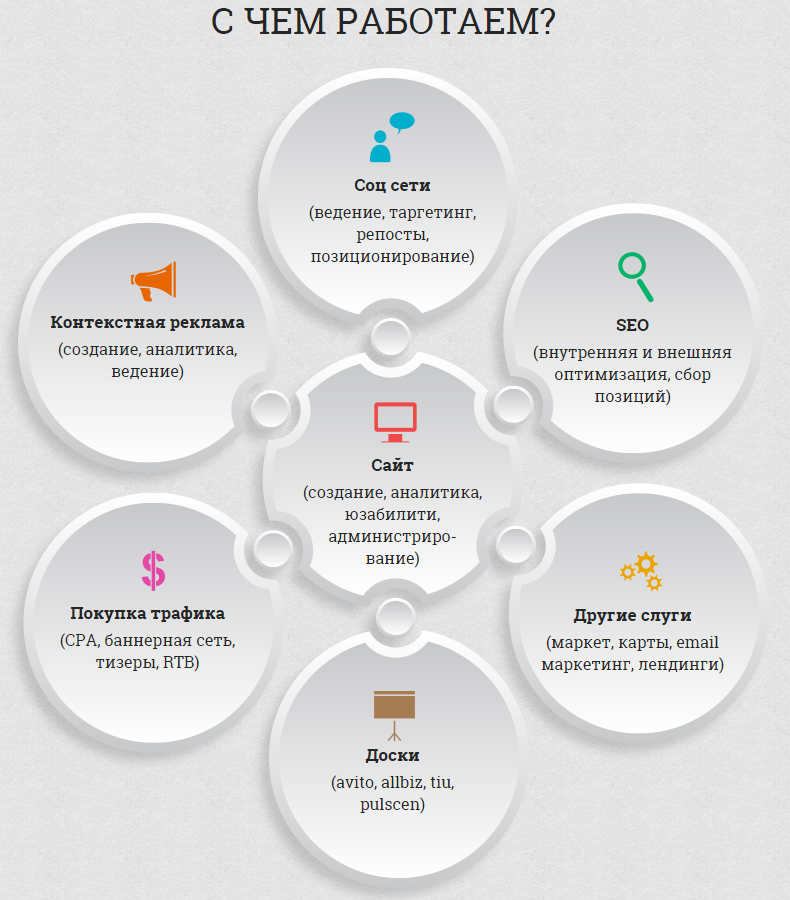 С ЧЕМ РАБОТАЕМ?
Соц сети
(ведение, таргетинг,
репосты,
позиционирование)
Контекстная реклама
(создание, аналитика,
ведение)
SEO
(внутренняя и внешняя
оптимизация, сбор
позиций)
Сайт
(создание, аналитика,
юзабилити,
администриро-
вание)
Покупка трафика
(CPA, баннерная сеть,
тизеры, RTB)
Другие слуги
(маркет, карты, email
маркетинг, лендинги)
Доски
(avito, allbiz, tiu,
pulscen)